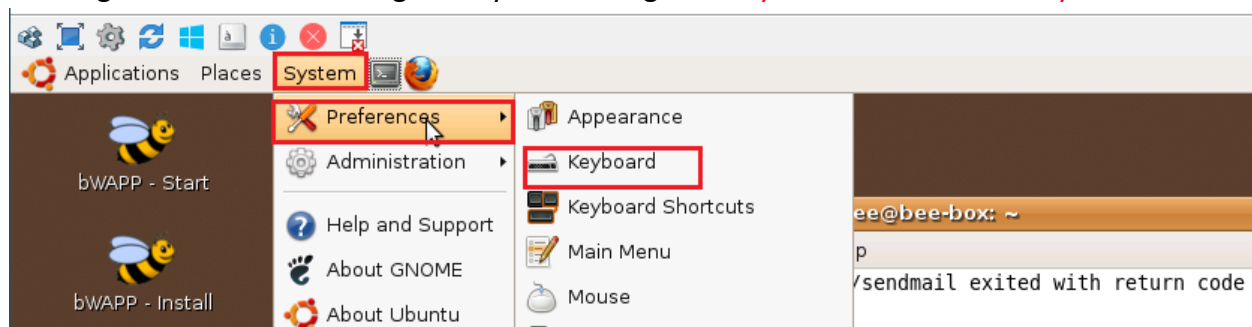 Applications Places System
Preferences
Administration
Help and Support
About GNOME
About Ubuntu
Appearance
Keyboard
Keyboard Shortcuts
Main Menu
Mouse
bWAPP - Start
bWAPP - Install
ee@bee-box: ~
p
/sendmail exited with return code